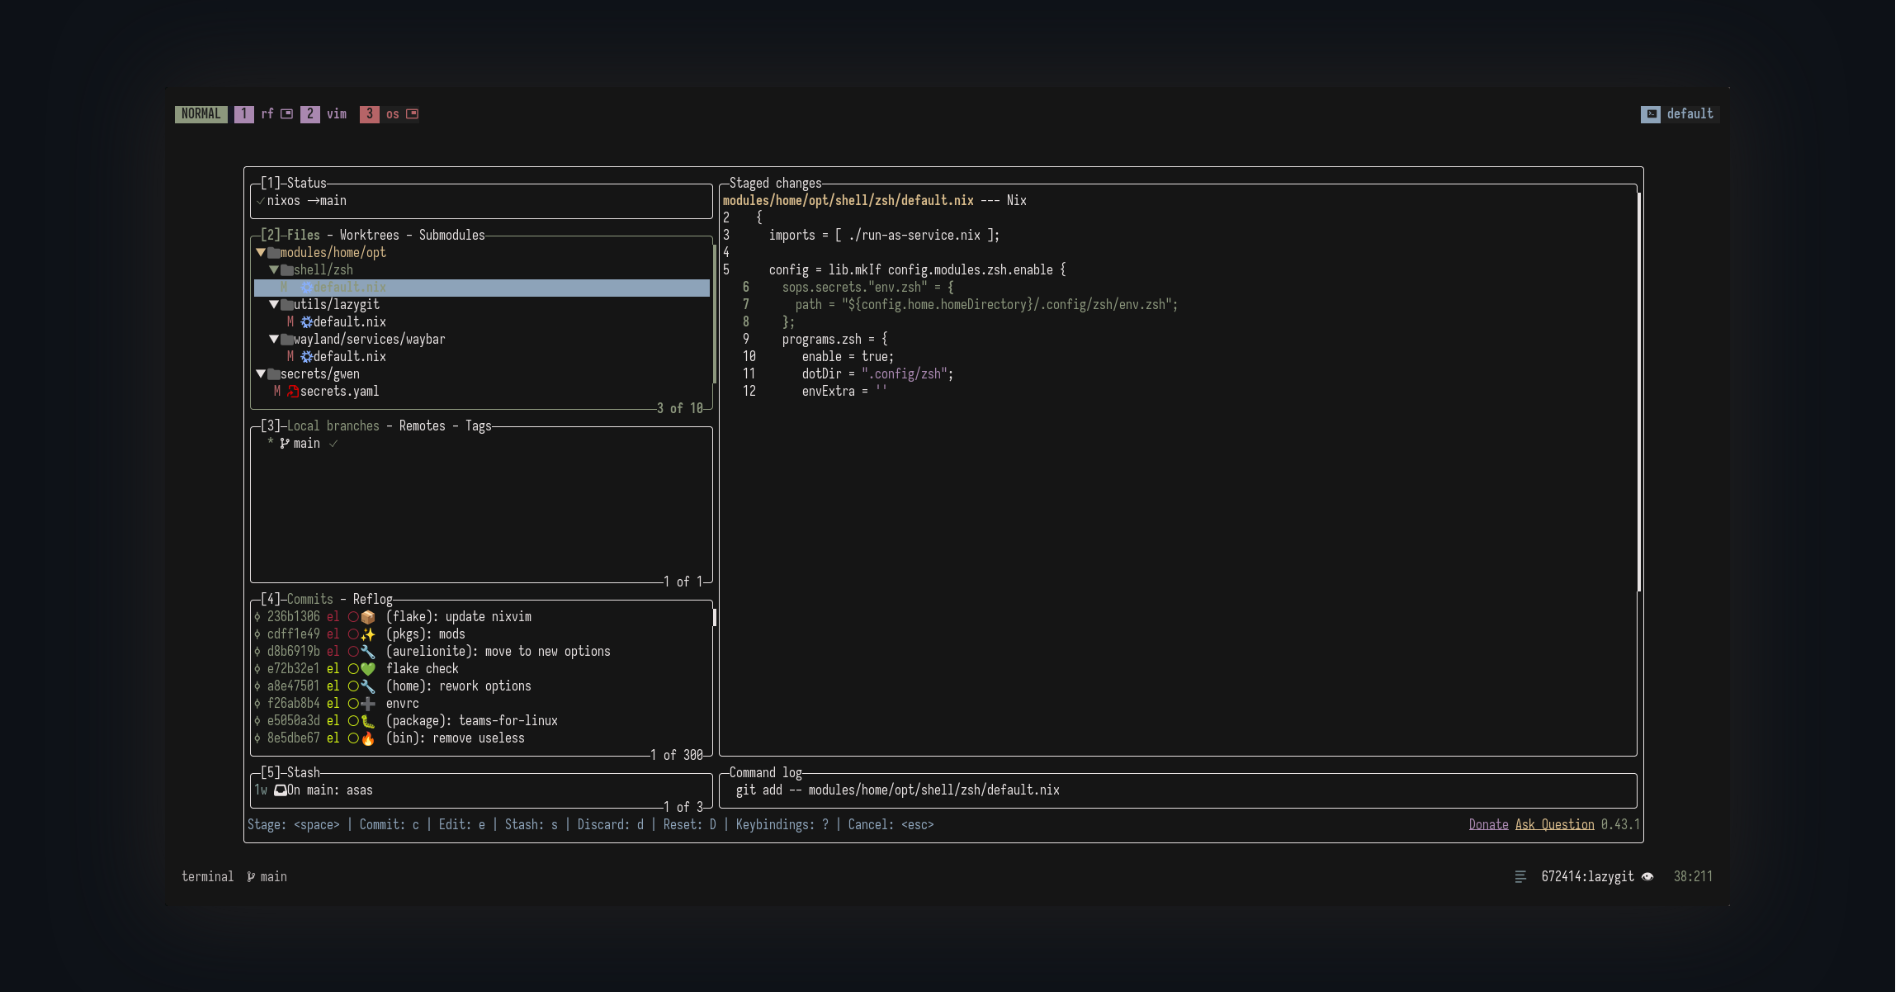 NORMAL 1 rf 2 vim 3 os default
[1]-Status
✓ nixos →main
[2]-Files - Worktrees - Submodules
▼ modules/home/opt
▼ shell/zsh
M default.nix
▼ utils/lazygit
M default.nix
▼ wayland/services/waybar
M default.nix
▼ secrets/gwen
M secrets.yaml
3 of 10
[3]-Local branches - Remotes - Tags
* main ✓
1 of 1
[4]-Commits - Reflog
236b1306 el ○📦 (flake): update nixvim
cdff1e49 el ○✨ (pkgs): mods
d8b6919b el ○🔧 (aurelionite): move to new options
e72b32e1 el ○💚 flake check
a8e47501 el ○🔧 (home): rework options
f26ab8b4 el ○➕ envrc
e5050a3d el ○🐛 (package): teams-for-linux
8e5dbe67 el ○🔥 (bin): remove useless
1 of 300
[5]-Stash
1w On main: asas
1 of 3
Staged changes
modules/home/opt/shell/zsh/default.nix --- Nix
2 {
3 imports = [ ./run-as-service.nix ];
4
5 config = lib.mkIf config.modules.zsh.enable {
6 sops.secrets."env.zsh" = {
7 path = "${config.home.homeDirectory}/.config/zsh/env.zsh";
8 };
9 programs.zsh = {
10 enable = true;
11 dotDir = ".config/zsh";
12 envExtra = ''
Command log
git add -- modules/home/opt/shell/zsh/default.nix
Stage: <space> | Commit: c | Edit: e | Stash: s | Discard: d | Reset: D | Keybindings: ? | Cancel: <esc> Donate Ask Question 0.43.1
terminal main 672414:lazygit 38:211